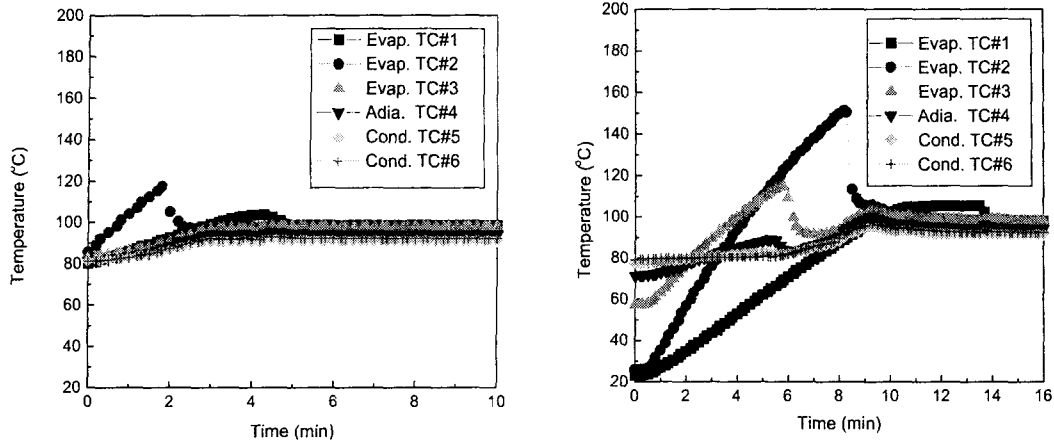 200
180
160
140
120
100
80
60
40
20
Temperature (°C)
0
2
4
6
8
10
Time (min)
Evap. TC#1
Evap. TC#2
Evap. TC#3
Adia. TC#4
Cond. TC#5
Cond. TC#6
200
180
160
140
120
100
80
60
40
20
Temperature (°C)
0
2
4
6
8
10
12
14
16
Time (min)
Evap. TC#1
Evap. TC#2
Evap. TC#3
Adia. TC#4
Cond. TC#5
Cond. TC#6